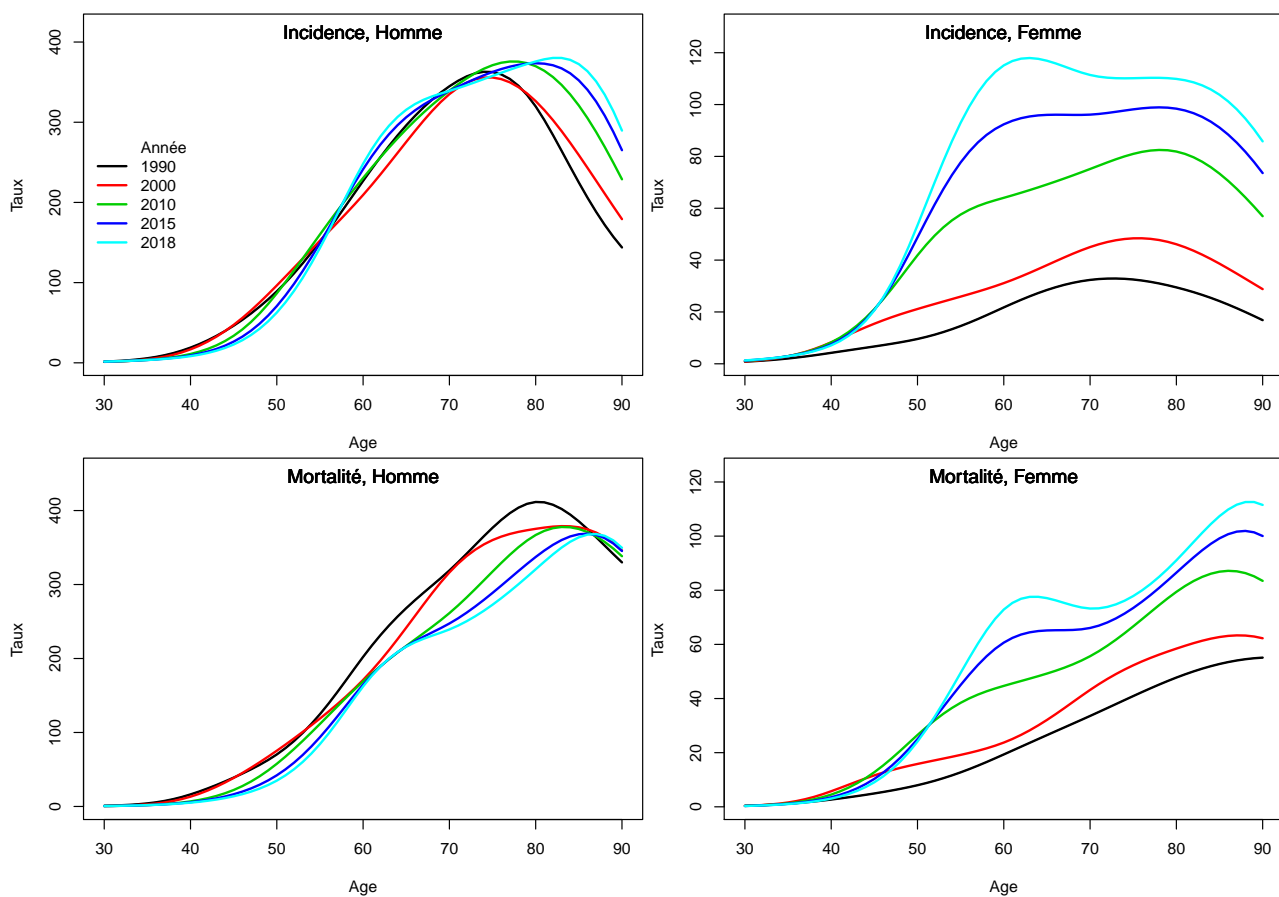 Incidence, Homme
Taux
0 100 200 300 400
Année
1990
2000
2010
2015
2018
30 40 50 60 70 80 90
Age
Incidence, Femme
Taux
0 20 40 60 80 100 120
30 40 50 60 70 80 90
Age
Mortalité, Homme
Taux
0 100 200 300 400
30 40 50 60 70 80 90
Age
Mortalité, Femme
Taux
0 20 40 60 80 100 120
30 40 50 60 70 80 90
Age